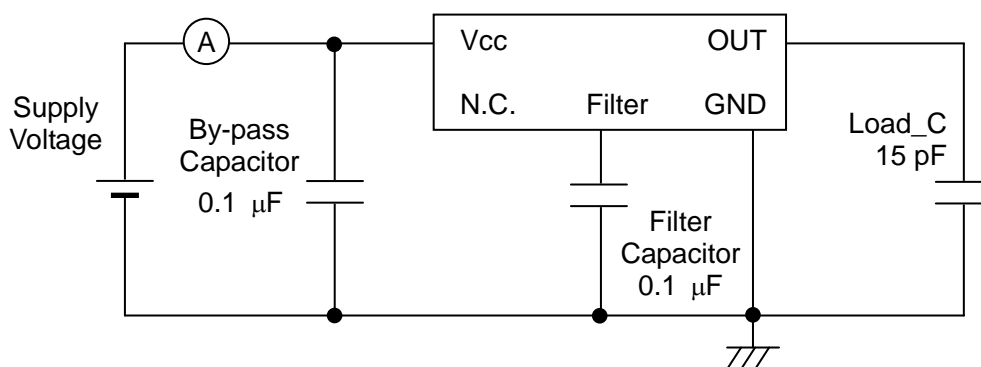 A
Vcc
OUT
N.C.
Filter
GND
Supply
Voltage
By-pass
Capacitor
0.1 μF
Filter
Capacitor
0.1 μF
Load_C
15 pF